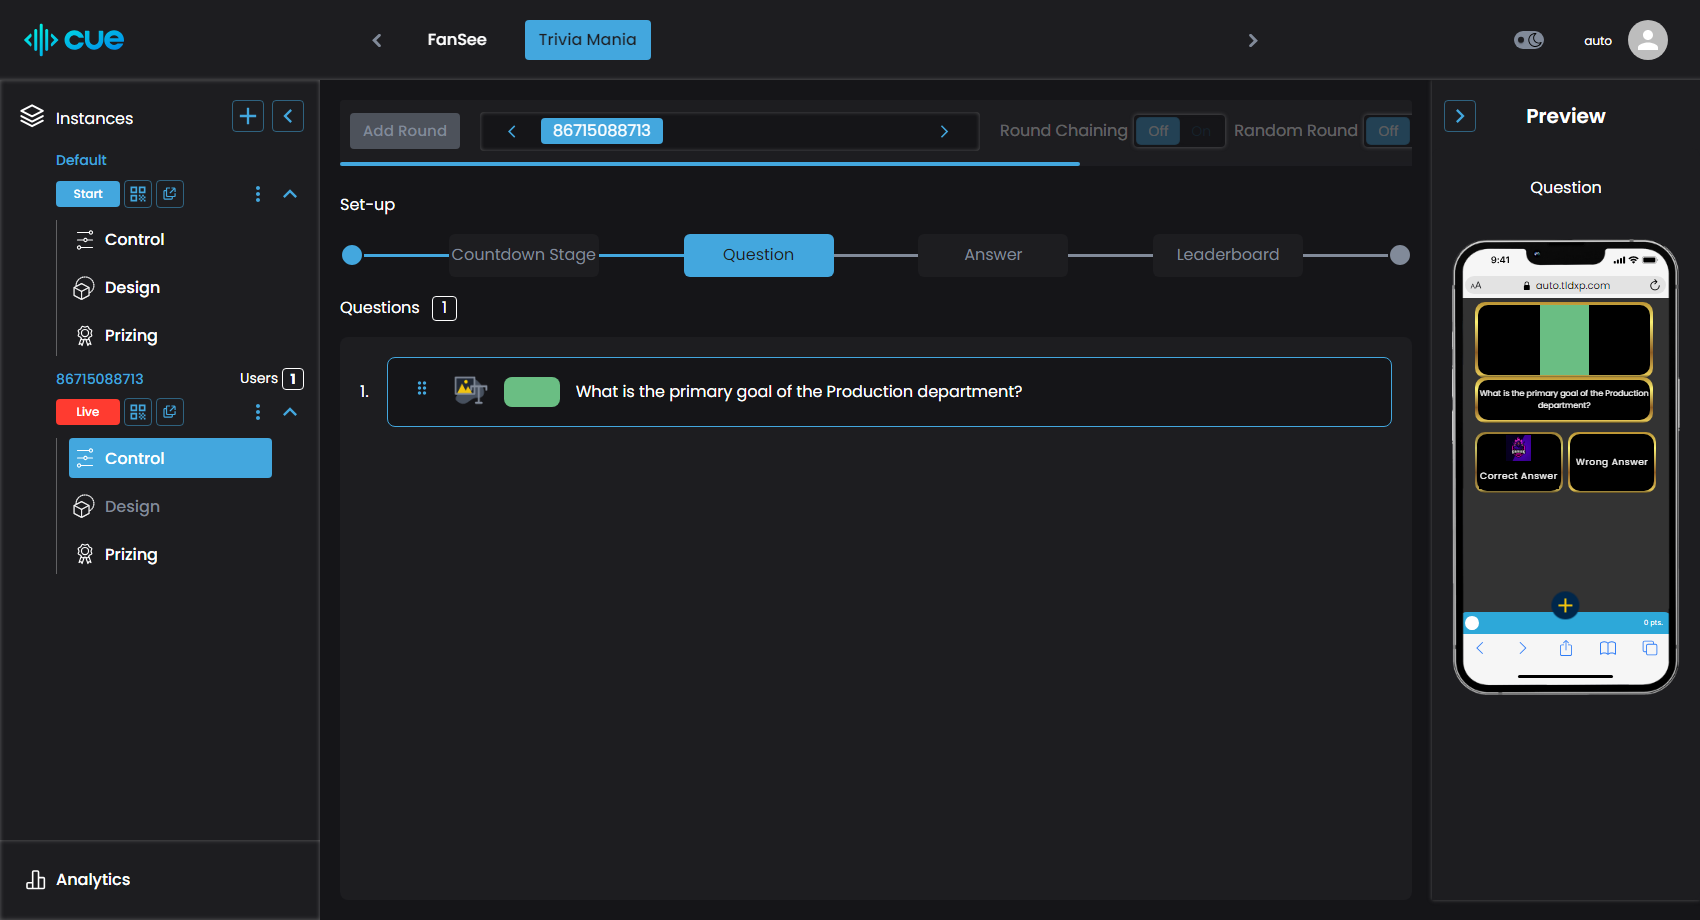 cue
FanSee
Trivia Mania
auto
Instances
Default
Start
Control
Design
Prizing
86715088713
Users 1
Live
Control
Design
Prizing
Analytics
Add Round
86715088713
Round Chaining
Off
On
Random Round
Off
Set-up
Countdown Stage
Question
Answer
Leaderboard
Questions 1
1.
What is the primary goal of the Production department?
Preview
Question
9:41
AA
auto.tldxp.com
What is the primary goal of the Production
department?
Correct Answer
Wrong Answer
0 pts.